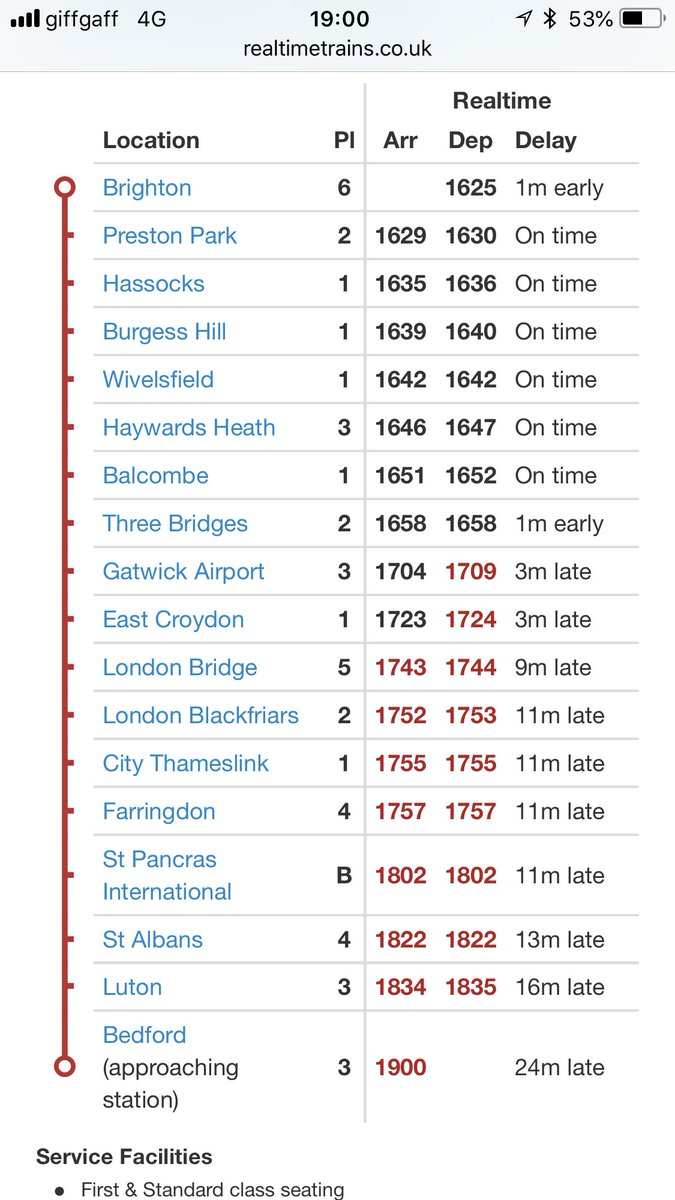 giffgaff 4G 19:00 53%
realtimetrains.co.uk
Realtime
Location Pl Arr Dep Delay
Brighton 6 1625 1m early
Preston Park 2 1629 1630 On time
Hassocks 1 1635 1636 On time
Burgess Hill 1 1639 1640 On time
Wivelsfield 1 1642 1642 On time
Haywards Heath 3 1646 1647 On time
Balcombe 1 1651 1652 On time
Three Bridges 2 1658 1658 1m early
Gatwick Airport 3 1704 1709 3m late
East Croydon 1 1723 1724 3m late
London Bridge 5 1743 1744 9m late
London Blackfriars 2 1752 1753 11m late
City Thameslink 1 1755 1755 11m late
Farringdon 4 1757 1757 11m late
St Pancras
International B 1802 1802 11m late
St Albans 4 1822 1822 13m late
Luton 3 1834 1835 16m late
Bedford
(approaching 3 1900 24m late
station)
Service Facilities
• First & Standard class seating